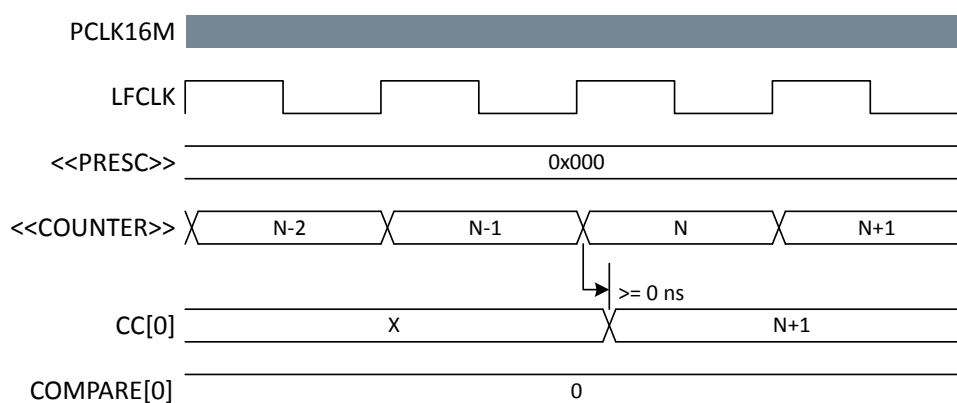 PCLK16M
LFCLK
<<PRESC>> 0x000
<<COUNTER>> N-2 N-1 N N+1
>= 0 ns
CC[0] X N+1
COMPARE[0] 0